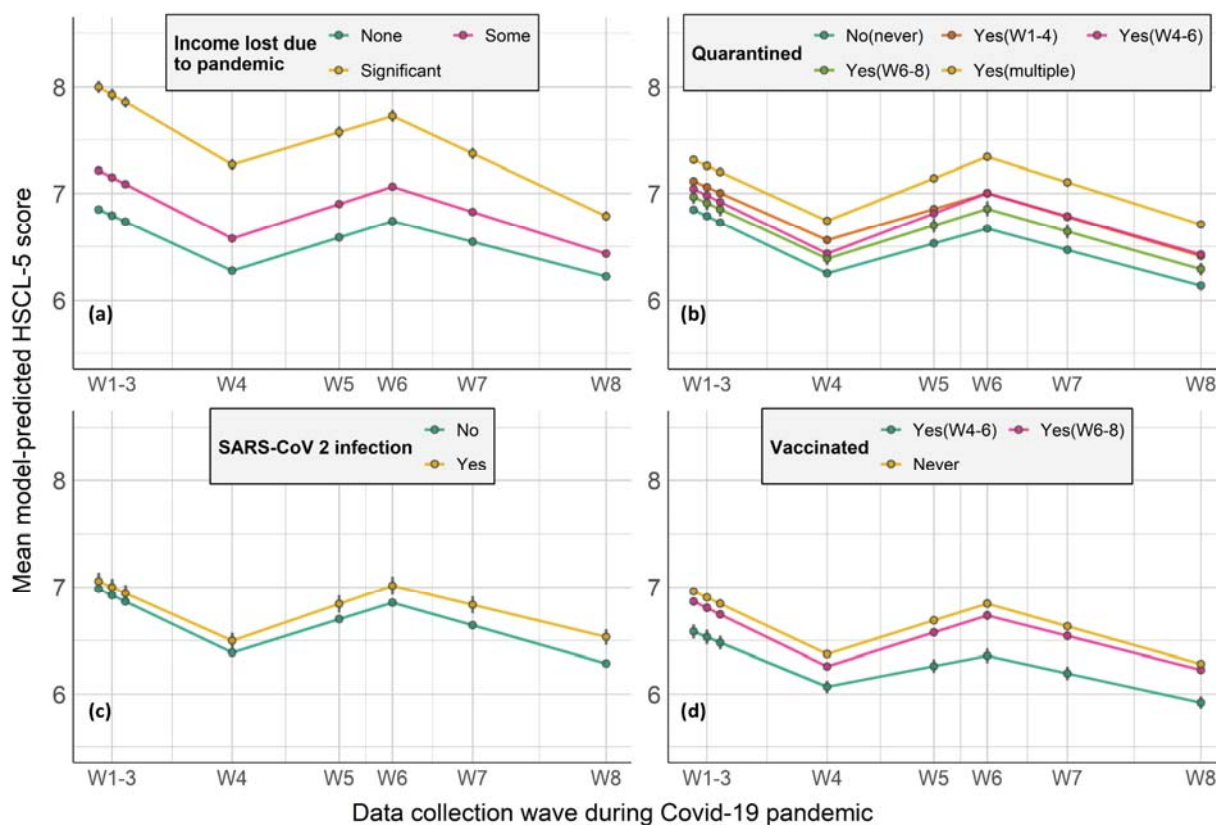 Mean model-predicted HSCL-5 score
Income lost due
to pandemic
None
Some
Significant
8
7
6
(a)
W1-3
W4
W5
W6
W7
W8
Quarantined
No(never)
Yes(W1-4)
Yes(W4-6)
Yes(W6-8)
Yes(multiple)
8
7
6
(b)
W1-3
W4
W5
W6
W7
W8
SARS-CoV 2 infection
No
Yes
8
7
6
(c)
W1-3
W4
W5
W6
W7
W8
Vaccinated
Yes(W4-6)
Yes(W6-8)
Never
8
7
6
(d)
W1-3
W4
W5
W6
W7
W8
Data collection wave during Covid-19 pandemic